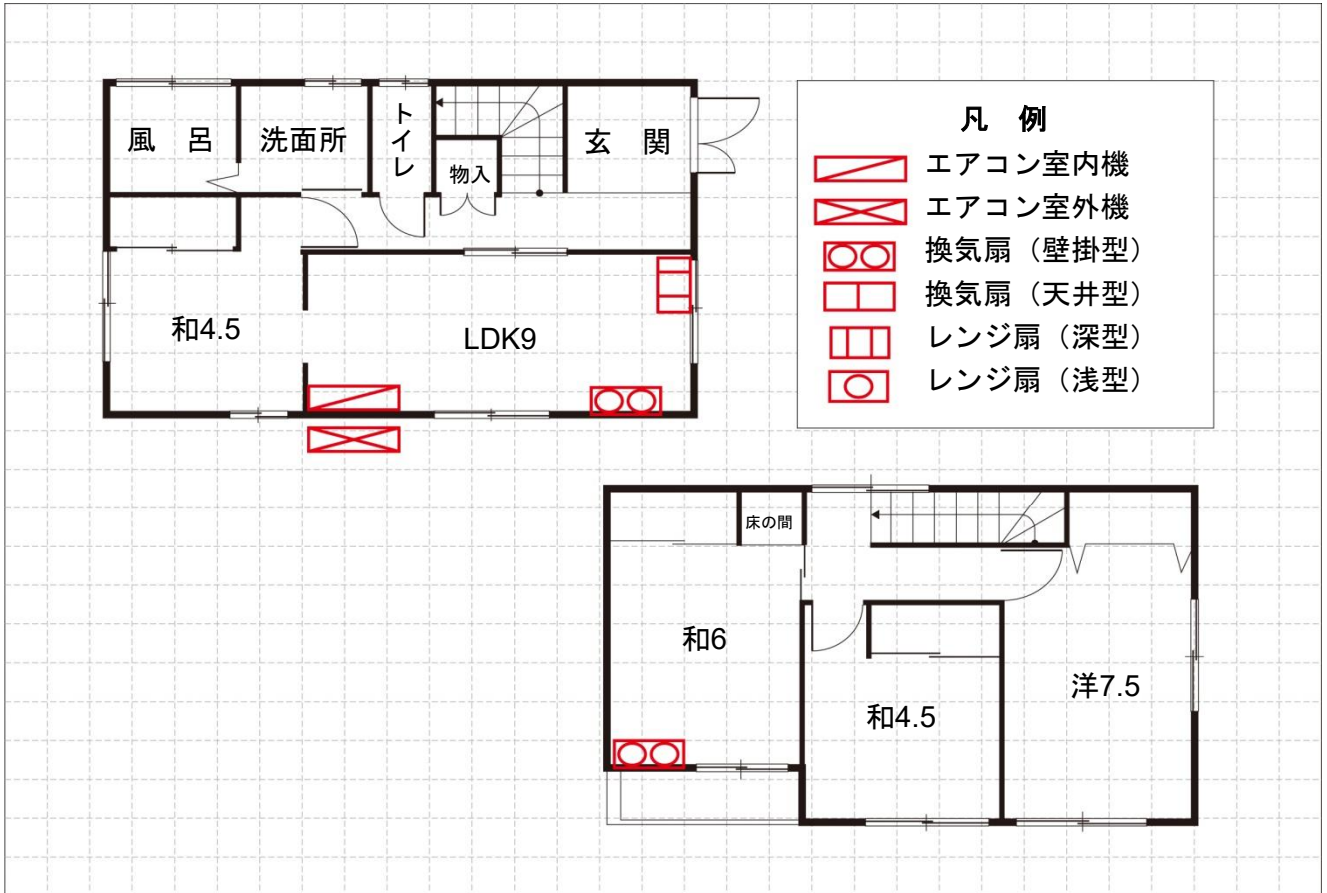 風 呂
洗面所
トイレ
物入
玄 関
和4.5
LDK9
凡 例
エアコン室内機
エアコン室外機
換気扇（壁掛型）
換気扇（天井型）
レンジ扇（深型）
レンジ扇（浅型）
床の間
和6
和4.5
洋7.5